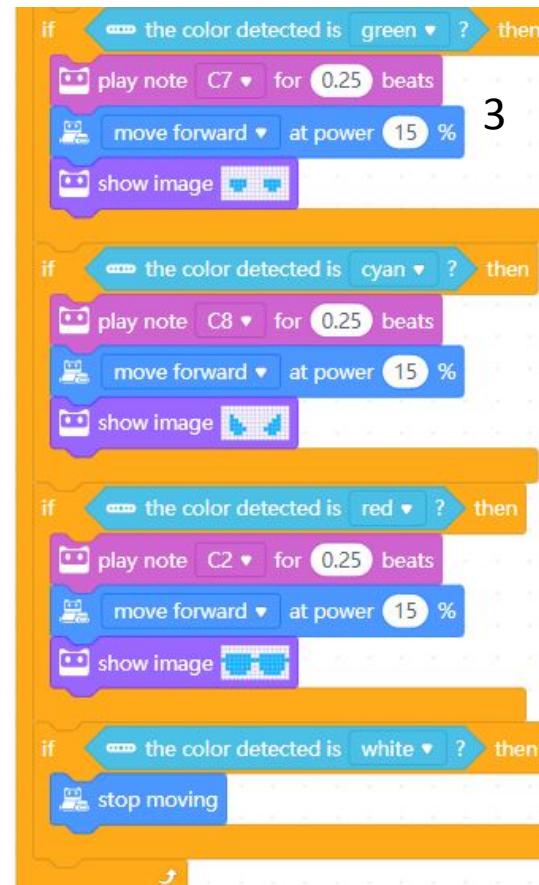 if the color detected is green ? then
play note C7 for 0.25 beats
move forward at power 15 %
3
show image
if the color detected is cyan ? then
play note C8 for 0.25 beats
move forward at power 15 %
show image
if the color detected is red ? then
play note C2 for 0.25 beats
move forward at power 15 %
show image
if the color detected is white ? then
stop moving